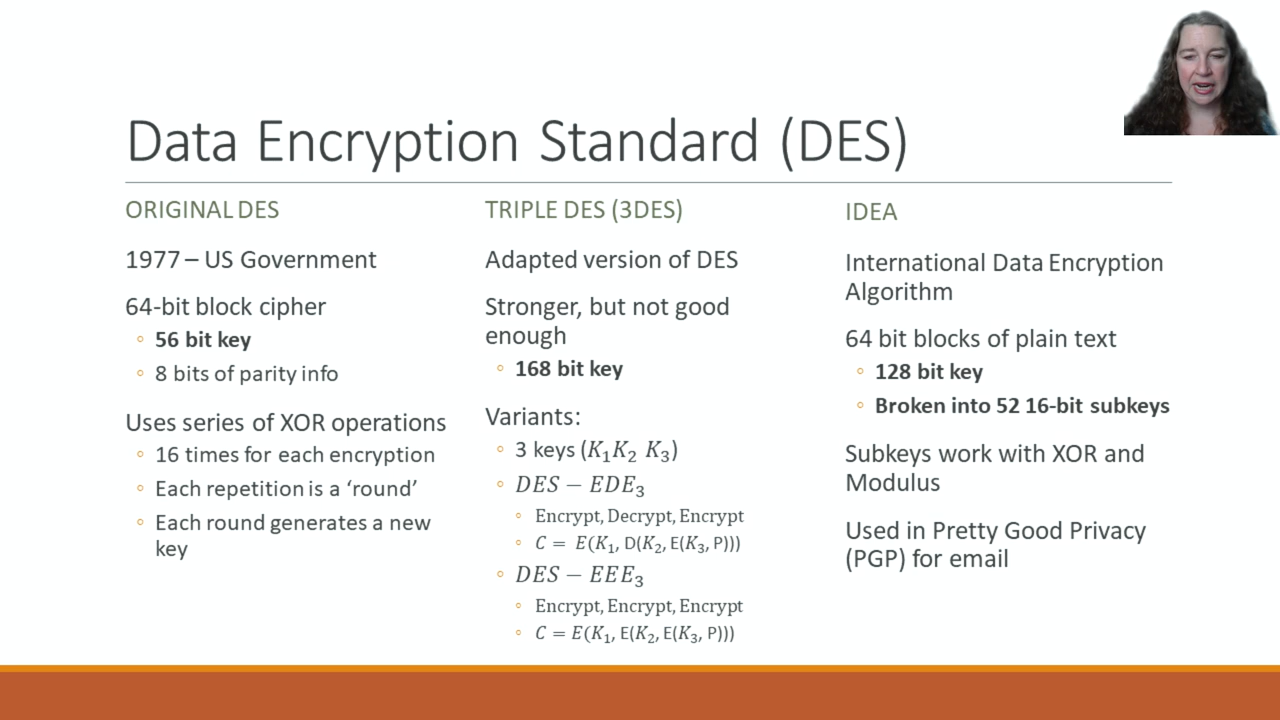 Data Encryption Standard (DES)
ORIGINAL DES
1977 – US Government
64-bit block cipher
◦ 56 bit key
◦ 8 bits of parity info
Uses series of XOR operations
◦ 16 times for each encryption
◦ Each repetition is a ‘round’
◦ Each round generates a new
key
TRIPLE DES (3DES)
Adapted version of DES
Stronger, but not good
enough
◦ 168 bit key
Variants:
◦ 3 keys (K₁K₂ K₃)
◦ DES − EDE₃
◦ Encrypt, Decrypt, Encrypt
◦ C = E(K₁, D(K₂, E(K₃, P)))
◦ DES − EEE₃
◦ Encrypt, Encrypt, Encrypt
◦ C = E(K₁, E(K₂, E(K₃, P)))
IDEA
International Data Encryption
Algorithm
64 bit blocks of plain text
◦ 128 bit key
◦ Broken into 52 16-bit subkeys
Subkeys work with XOR and
Modulus
Used in Pretty Good Privacy
(PGP) for email